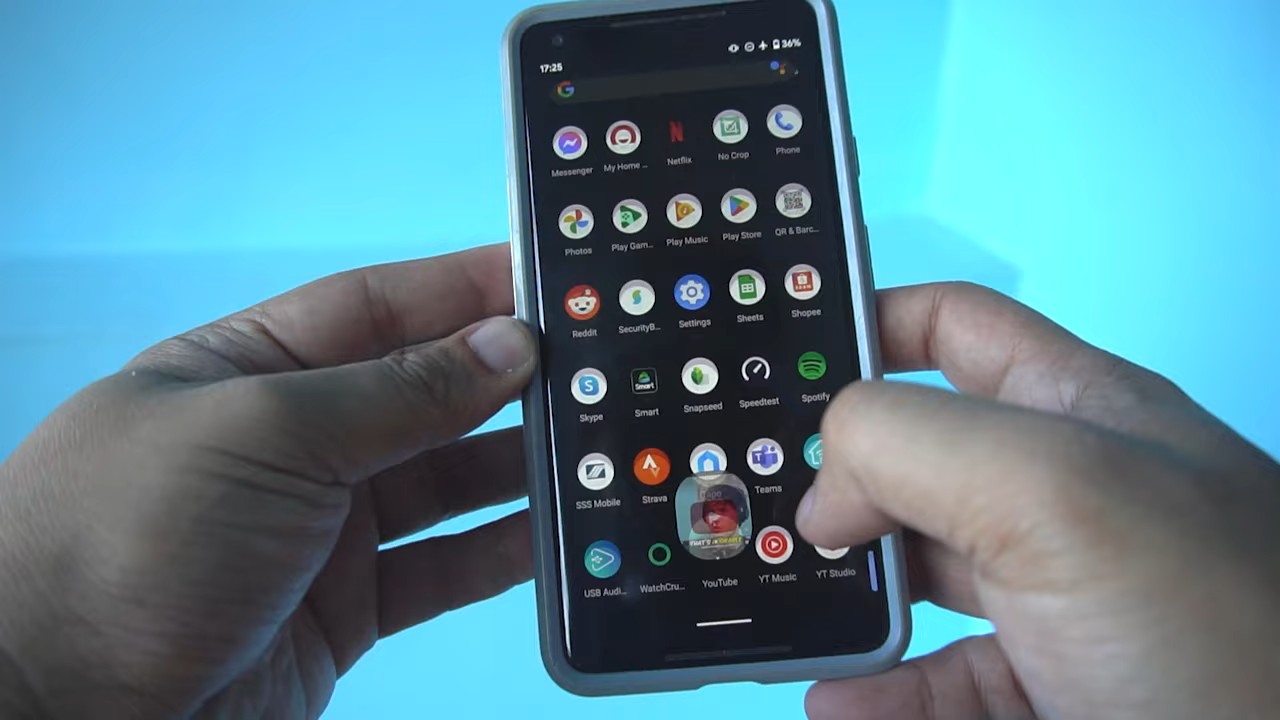 36%
17:25
Messenger My Home ... Netflix No Crop Phone
Photos Play Gam... Play Music Play Store QR & Barc...
Reddit SecurityB... Settings Sheets Shopee
Skype Smart Snapseed Speedtest Spotify
SSS Mobile Strava Teams
USB Audi... WatchCru... YouTube YT Music YT Studio